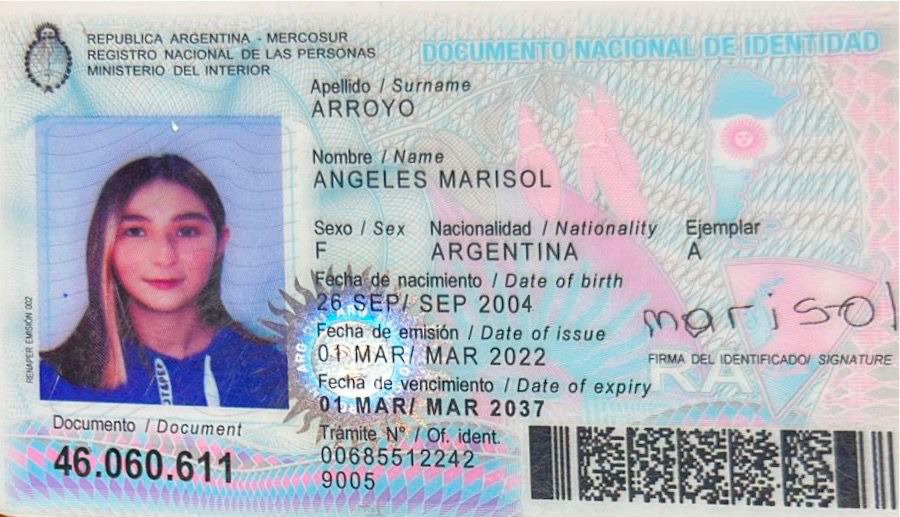 REPUBLICA ARGENTINA - MERCOSUR
REGISTRO NACIONAL DE LAS PERSONAS
MINISTERIO DEL INTERIOR
DOCUMENTO NACIONAL DE IDENTIDAD
Apellido / Surname
ARROYO
Nombre / Name
ANGELES MARISOL
Sexo / Sex Nacionalidad / Nationality Ejemplar
F ARGENTINA A
Fecha de nacimiento / Date of birth
26 SEP/ SEP 2004
Fecha de emisión / Date of issue
01 MAR/ MAR 2022
Fecha de vencimiento / Date of expiry
01 MAR/ MAR 2037
marisol
FIRMA DEL IDENTIFICADO/ SIGNATURE
RA
RENAPER EMISIÓN 002
Documento / Document
46.060.611
Trámite N° / Of. ident.
00685512242
9005